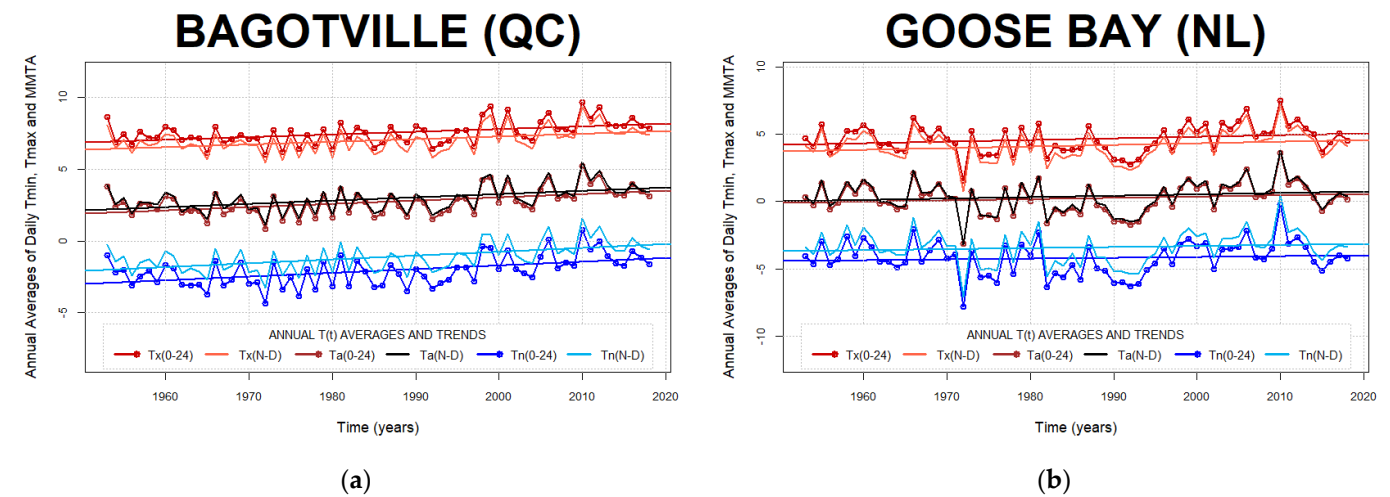 BAGOTVILLE (QC)
Annual Averages of Daily Tmin, Tmax and MMTA
10
5
0
-5
ANNUAL T(t) AVERAGES AND TRENDS
Tx(0-24) Tx(N-D) Ta(0-24) Ta(N-D) Tn(0-24) Tn(N-D)
1960 1970 1980 1990 2000 2010 2020
Time (years)
(a)
GOOSE BAY (NL)
Annual Averages of Daily Tmin, Tmax and MMTA
10
5
0
-5
-10
ANNUAL T(t) AVERAGES AND TRENDS
Tx(0-24) Tx(N-D) Ta(0-24) Ta(N-D) Tn(0-24) Tn(N-D)
1960 1970 1980 1990 2000 2010 2020
Time (years)
(b)